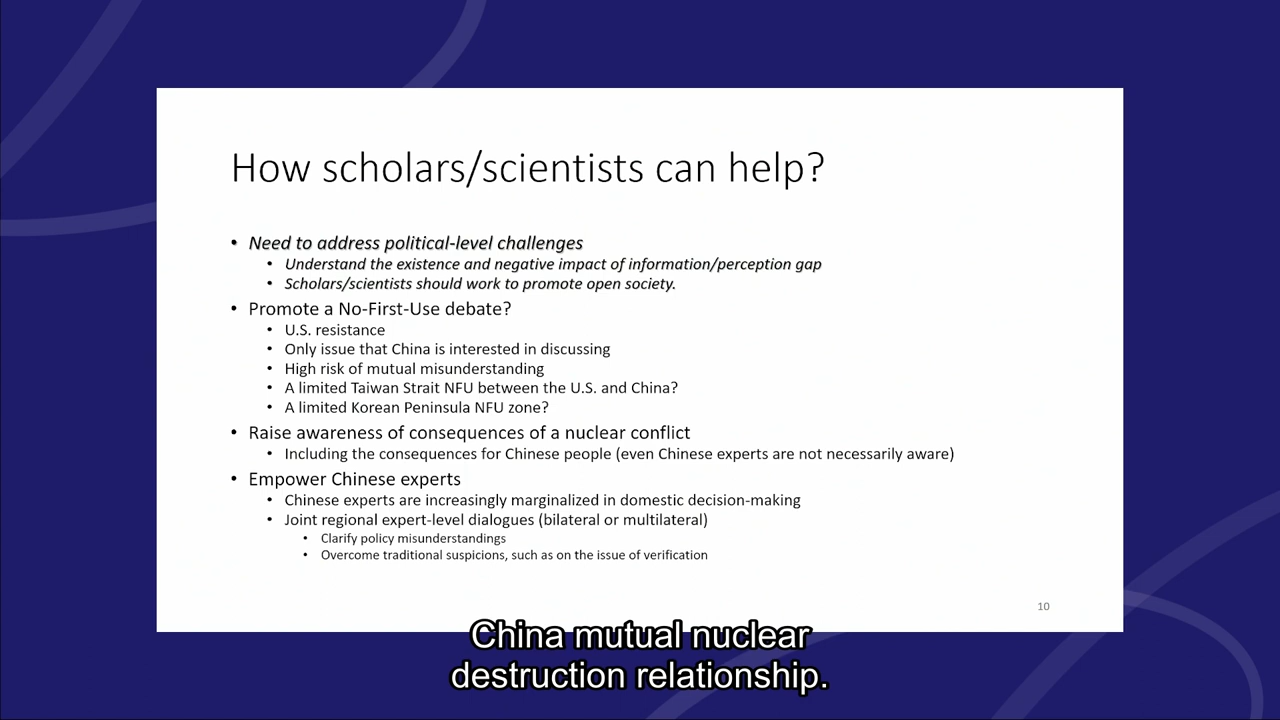 How scholars/scientists can help?
• Need to address political-level challenges
• Understand the existence and negative impact of information/perception gap
• Scholars/scientists should work to promote open society.
• Promote a No-First-Use debate?
• U.S. resistance
• Only issue that China is interested in discussing
• High risk of mutual misunderstanding
• A limited Taiwan Strait NFU between the U.S. and China?
• A limited Korean Peninsula NFU zone?
• Raise awareness of consequences of a nuclear conflict
• Including the consequences for Chinese people (even Chinese experts are not necessarily aware)
• Empower Chinese experts
• Chinese experts are increasingly marginalized in domestic decision-making
• Joint regional expert-level dialogues (bilateral or multilateral)
• Clarify policy misunderstandings
• Overcome traditional suspicions, such as on the issue of verification
10
China mutual nuclear
destruction relationship.